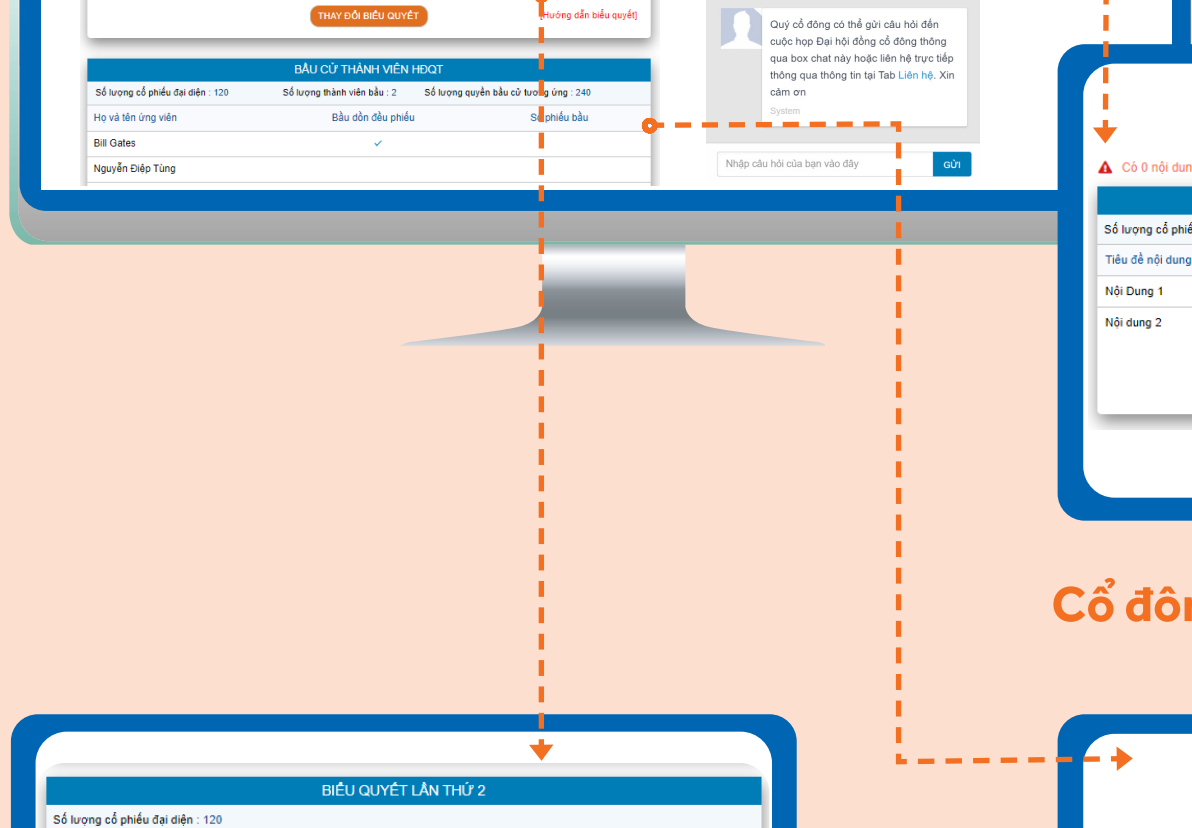 THAY ĐỔI BIỂU QUYẾT
[Hướng dẫn biểu quyết]
BẦU CỬ THÀNH VIÊN HĐQT
Số lượng cổ phiếu đại diện : 120 Số lượng thành viên bầu : 2 Số lượng quyền bầu cử tương ứng : 240
Họ và tên ứng viên Bầu dồn đều phiếu Số phiếu bầu
Bill Gates
Nguyễn Điệp Tùng
Quý cổ đông có thể gửi câu hỏi đến
cuộc họp Đại hội đồng cổ đông thông
qua box chat này hoặc liên hệ trực tiếp
thông qua thông tin tại Tab Liên hệ. Xin
cảm ơn
System
Nhập câu hỏi của bạn vào đây
GỬI
Có 0 nội dun
Số lượng cổ phiế
Tiêu đề nội dung
Nội Dung 1
Nội dung 2
Cổ đôn
BIỂU QUYẾT LẦN THỨ 2
Số lượng cổ phiếu đại diện : 120